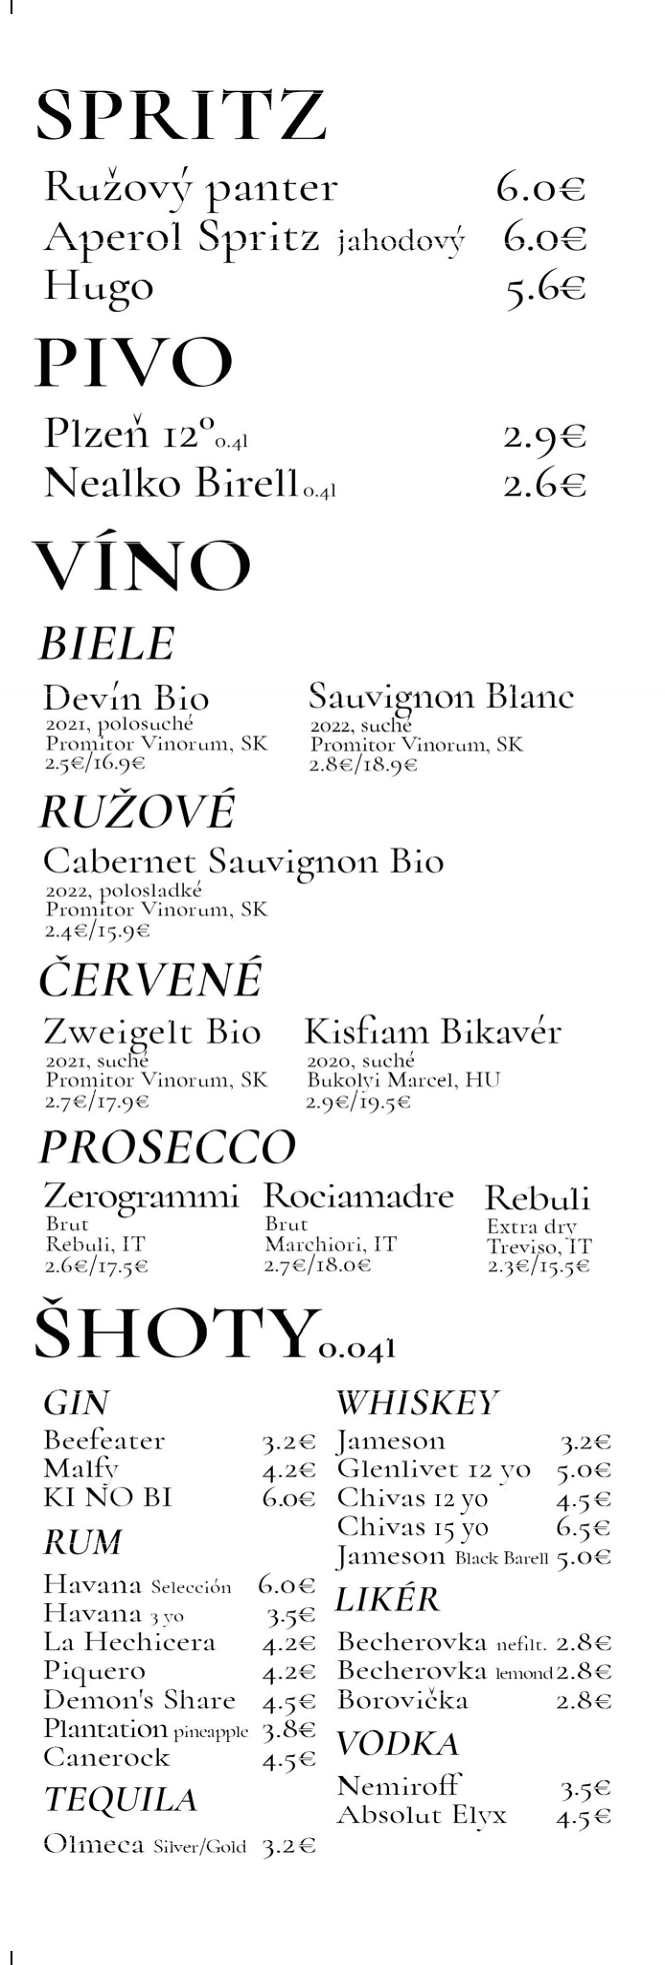 SPRITZ
Ružový panter 6.0€
Aperol Spritz jahodový 6.0€
Hugo 5.6€
PIVO
Plzeň 12° 0.4l 2.9€
Nealko Birell 0.4l 2.6€
VÍNO
BIELE
Devín Bio
2021, polosuché
Promitor Vinorum, SK
2.5€/16.9€
Sauvignon Blanc
2022, suché
Promitor Vinorum, SK
2.8€/18.9€
RUŽOVÉ
Cabernet Sauvignon Bio
2022, polosladké
Promitor Vinorum, SK
2.4€/15.9€
ČERVENÉ
Zweigelt Bio
2021, suché
Promitor Vinorum, SK
2.7€/17.9€
Kisfiam Bikavér
2020, suché
Bukolyi Marcel, HU
2.9€/19.5€
PROSECCO
Zerogrammi
Brut
Rebuli, IT
2.6€/17.5€
Rociamadre
Brut
Marchiori, IT
2.7€/18.0€
Rebuli
Extra dry
Treviso, IT
2.3€/15.5€
ŠHOTY 0.04l
GIN
Beefeater 3.2€
Malfy 4.2€
KI NO BI 6.0€
RUM
Havana Selección 6.0€
Havana 3 yo 3.5€
La Hechicera 4.2€
Piquero 4.2€
Demon's Share 4.5€
Plantation pineapple 3.8€
Canerock 4.5€
TEQUILA
Olmeca Silver/Gold 3.2€
WHISKEY
Jameson 3.2€
Glenlivet 12 yo 5.0€
Chivas 12 yo 4.5€
Chivas 15 yo 6.5€
Jameson Black Barell 5.0€
LIKÉR
Becherovka nefilt. 2.8€
Becherovka lemond 2.8€
Borovička 2.8€
VODKA
Nemiroff 3.5€
Absolut Elyx 4.5€